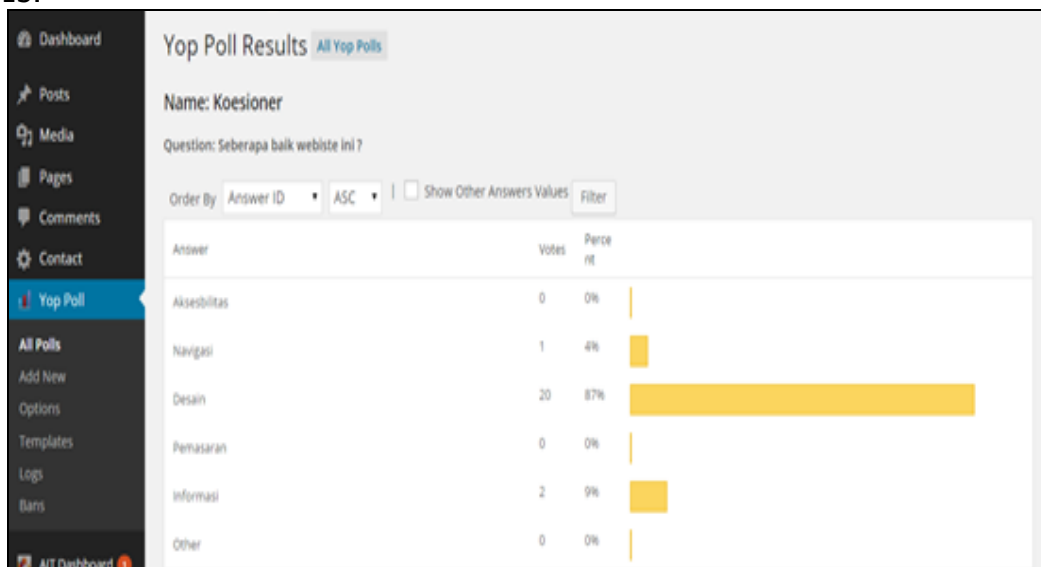 Dashboard
Posts
Media
Pages
Comments
Contact
Yop Poll
All Polls
Add New
Options
Templates
Logs
Bans
AIT Dashboard 1
Yop Poll Results All Yop Polls
Name: Koesioner
Question: Seberapa baik webiste ini ?
Order By Answer ID ASC | Show Other Answers Values Filter
Answer Votes Perce
nt
Aksesbilitas 0 0%
Navigasi 1 4%
Desain 20 87%
Pemasaran 0 0%
Informasi 2 9%
Other 0 0%